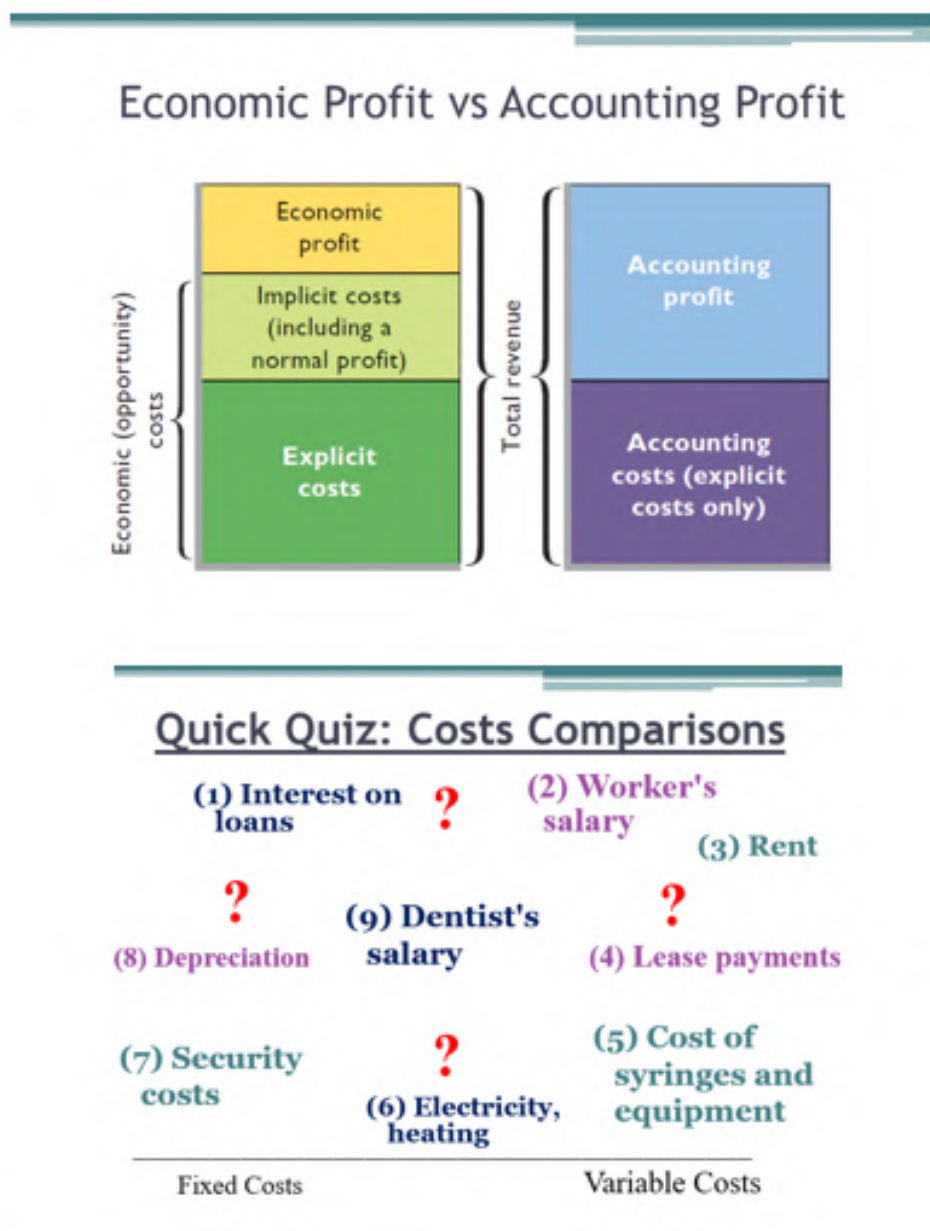 Economic Profit vs Accounting Profit
Economic
profit
Implicit costs
(including a
normal profit)
Explicit
costs
Economic (opportunity)
costs
Total revenue
Accounting
profit
Accounting
costs (explicit
costs only)
Quick Quiz: Costs Comparisons
(1) Interest on
loans
?
(2) Worker's
salary
(3) Rent
?
(9) Dentist's
salary
?
(8) Depreciation
(4) Lease payments
(7) Security
costs
?
(6) Electricity,
heating
(5) Cost of
syringes and
equipment
Fixed Costs
Variable Costs